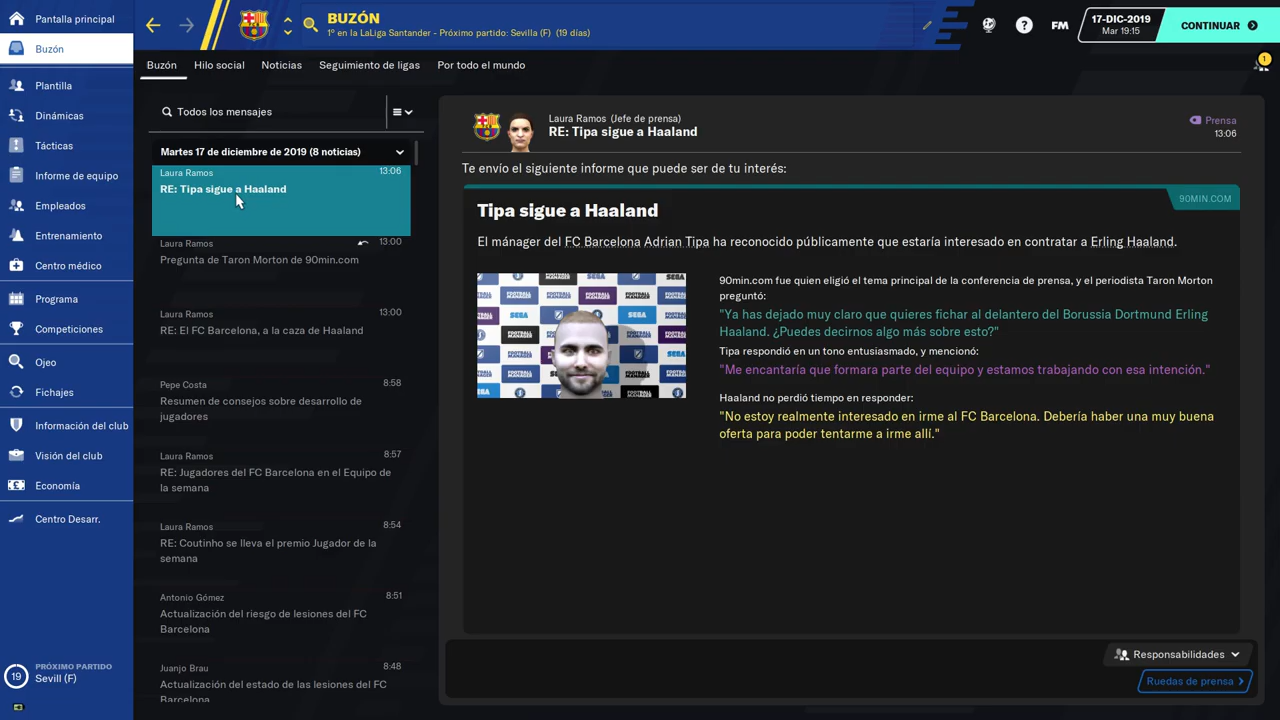 Pantalla principal
Buzón
Plantilla
Dinámicas
Tácticas
Informe de equipo
Empleados
Entrenamiento
Centro médico
Programa
Competiciones
Ojeo
Fichajes
Información del club
Visión del club
Economía
Centro Desarr.
PRÓXIMO PARTIDO
19
Sevill (F)
BUZÓN
1º en la LaLiga Santander - Próximo partido: Sevilla (F) (19 días)
?
FM
17-DIC-2019
Mar 19:15
CONTINUAR
Buzón
Hilo social
Noticias
Seguimiento de ligas
Por todo el mundo
1
Todos los mensajes
Martes 17 de diciembre de 2019 (8 noticias)
Laura Ramos 13:06
RE: Tipa sigue a Haaland
Laura Ramos 13:00
Pregunta de Taron Morton de 90min.com
Laura Ramos 13:00
RE: El FC Barcelona, a la caza de Haaland
Pepe Costa 8:58
Resumen de consejos sobre desarrollo de
jugadores
Laura Ramos 8:57
RE: Jugadores del FC Barcelona en el Equipo de
la semana
Laura Ramos 8:54
RE: Coutinho se lleva el premio Jugador de la
semana
Antonio Gómez 8:51
Actualización del riesgo de lesiones del FC
Barcelona
Juanjo Brau 8:48
Actualización del estado de las lesiones del FC
Barcelona
Laura Ramos (Jefe de prensa)
RE: Tipa sigue a Haaland
Prensa
13:06
Te envío el siguiente informe que puede ser de tu interés:
90MIN.COM
Tipa sigue a Haaland
El mánager del FC Barcelona Adrian Tipa ha reconocido públicamente que estaría interesado en contratar a Erling Haaland.
90min.com fue quien eligió el tema principal de la conferencia de prensa, y el periodista Taron Morton
preguntó:
"Ya has dejado muy claro que quieres fichar al delantero del Borussia Dortmund Erling
Haaland. ¿Puedes decirnos algo más sobre esto?"
Tipa respondió en un tono entusiasmado, y mencionó:
"Me encantaría que formara parte del equipo y estamos trabajando con esa intención."
Haaland no perdió tiempo en responder:
"No estoy realmente interesado en irme al FC Barcelona. Debería haber una muy buena
oferta para poder tentarme a irme allí."
Responsabilidades
Ruedas de prensa